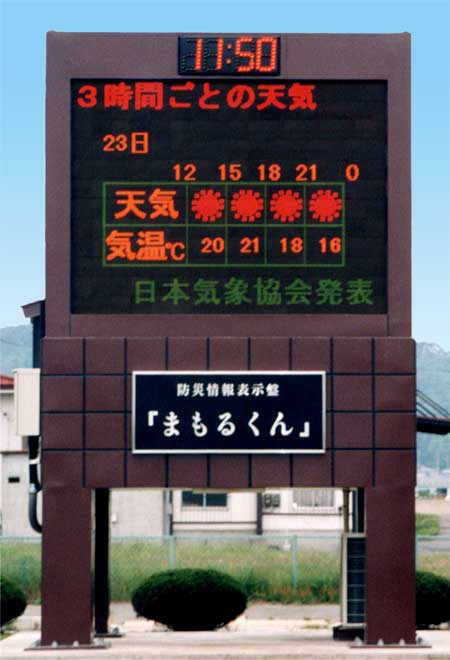 11:50
3時間ごとの天気
23日
12 15 18 21 0
天気
気温℃ 20 21 18 16
日本気象協会発表
防災情報表示盤
「まもるくん」